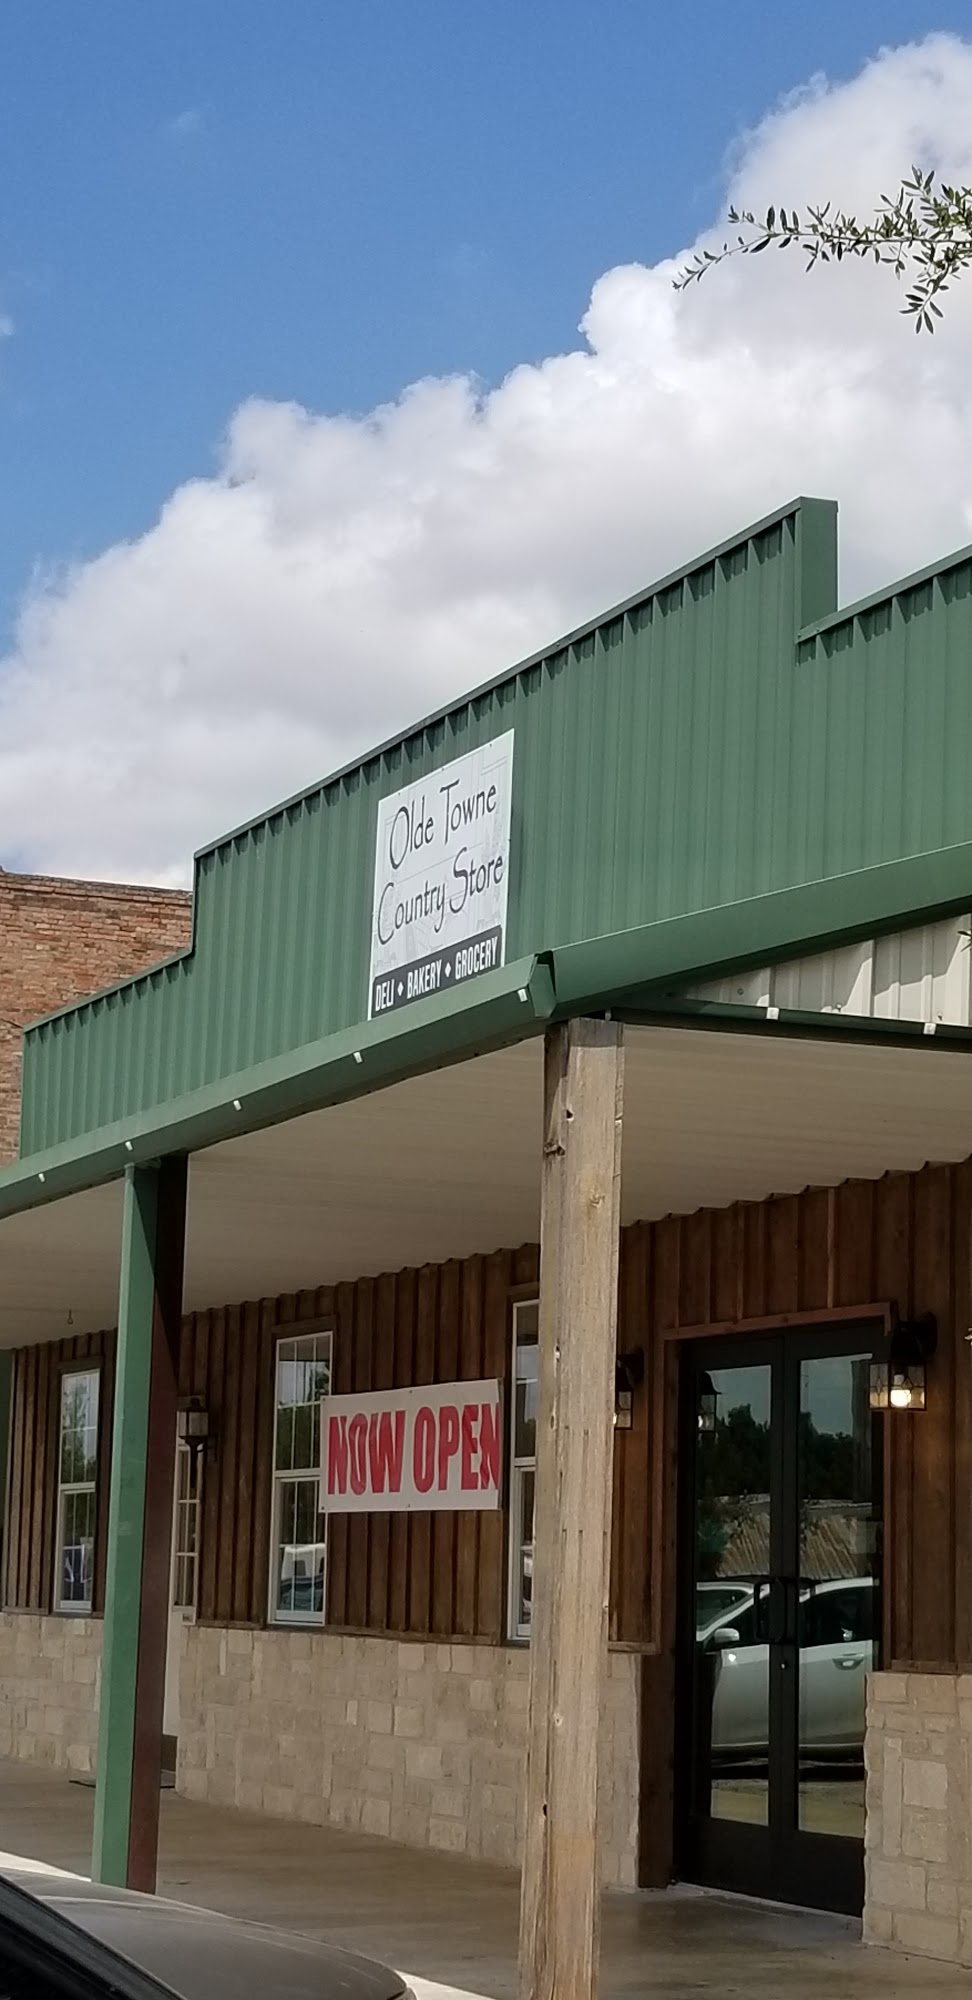 Olde Towne
Country Store
DELI • BAKERY • GROCERY
NOW OPEN